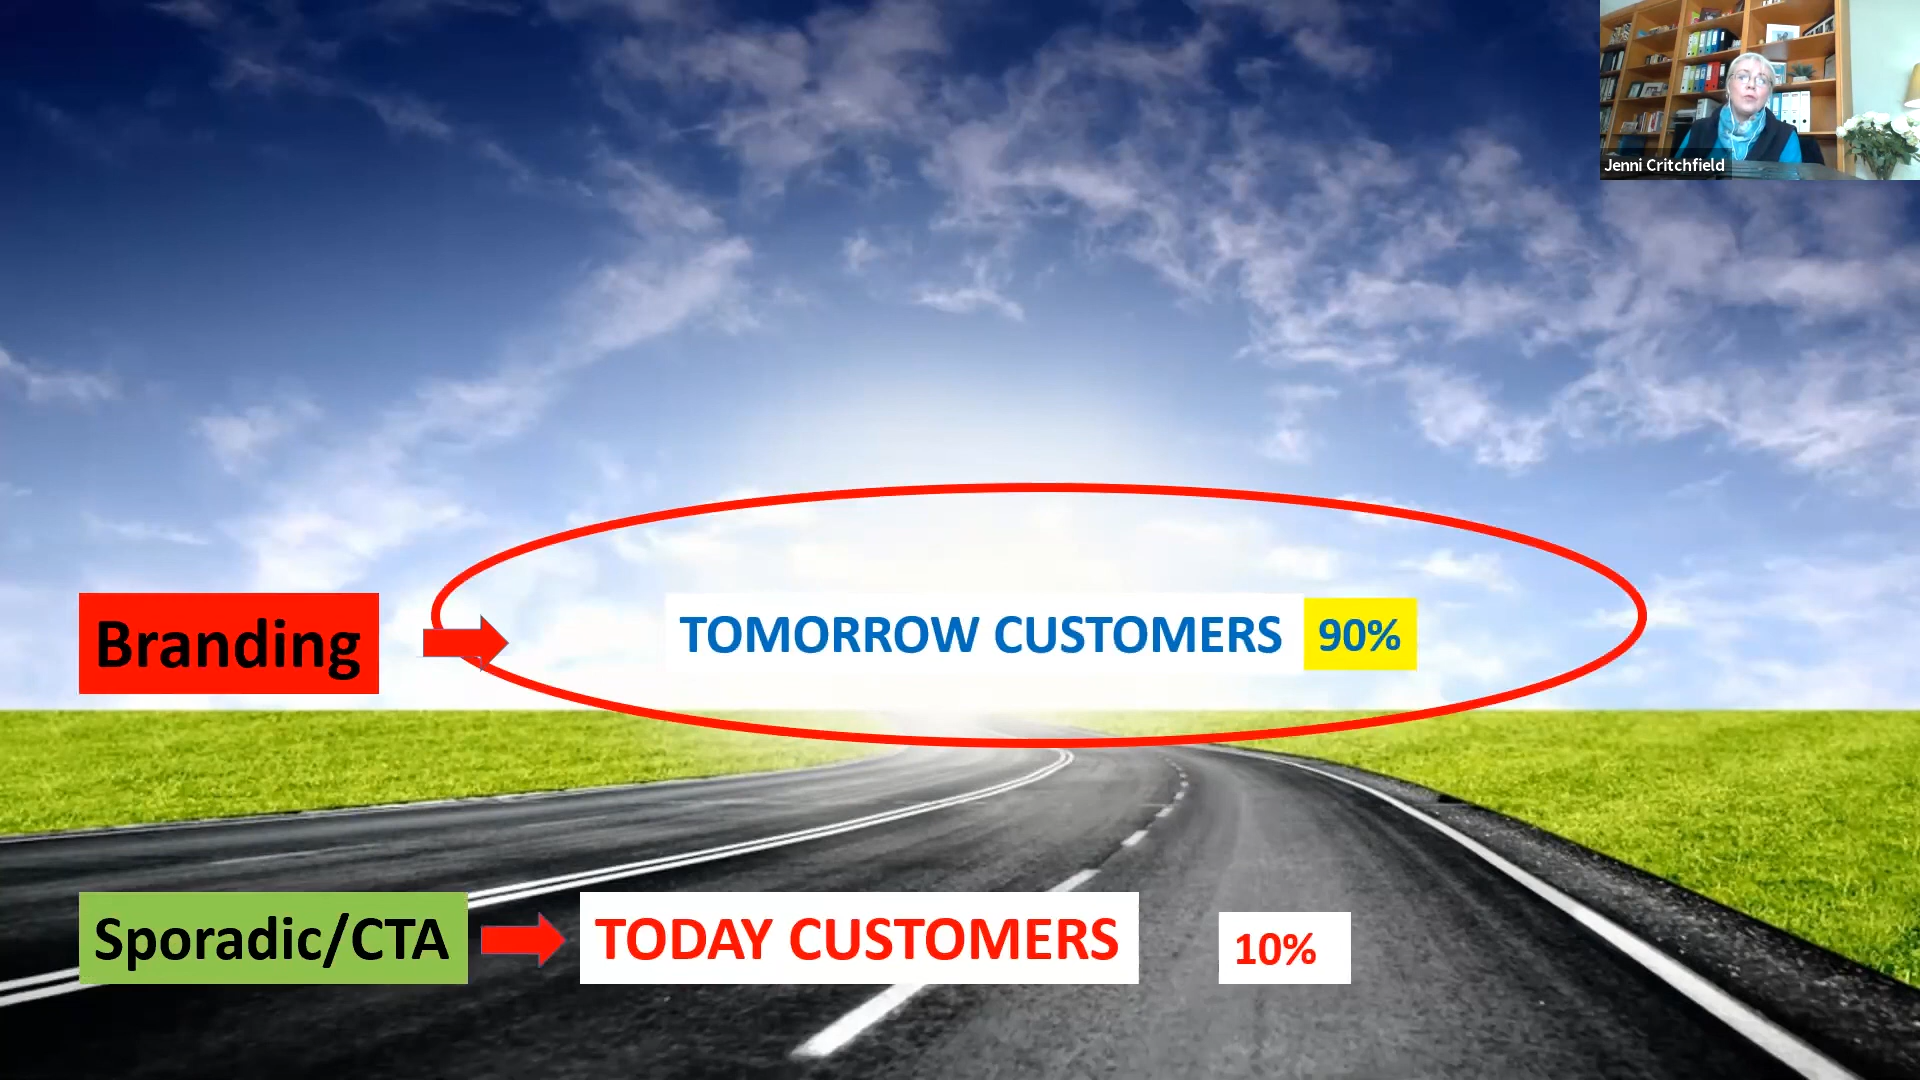 Jenni Critchfield
Branding
TOMORROW CUSTOMERS 90%
Sporadic/CTA
TODAY CUSTOMERS
10%